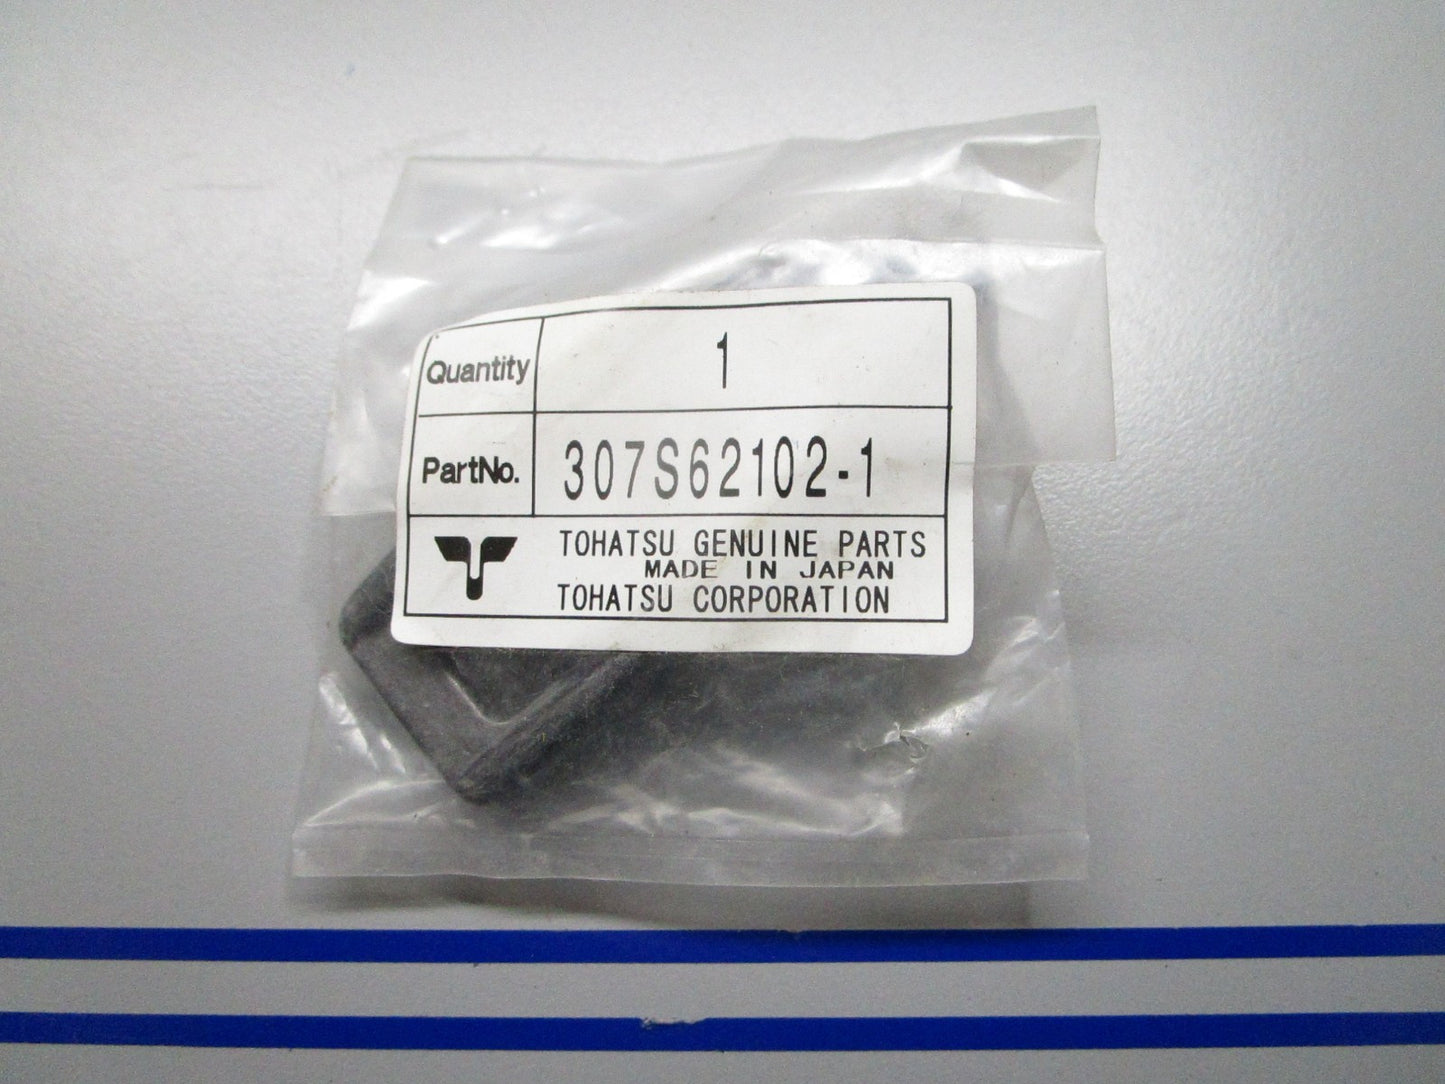 Quantity 1
PartNo. 307S62102-1
TOHATSU GENUINE PARTS
MADE IN JAPAN
TOHATSU CORPORATION